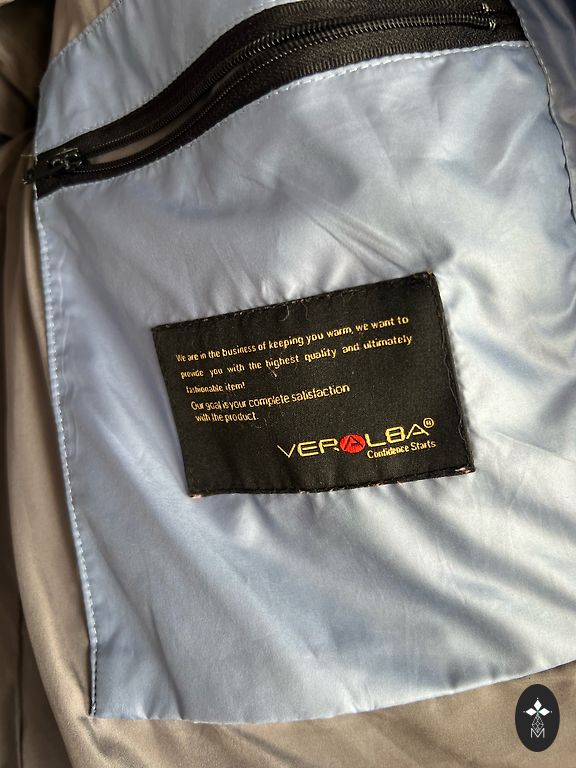 We are in the business of keeping you warm, we want to
provide you with the highest quality and ultimately
fashionable item!
Our goal is your complete satisfaction
with the product.
VERALBA®
Confidence Starts